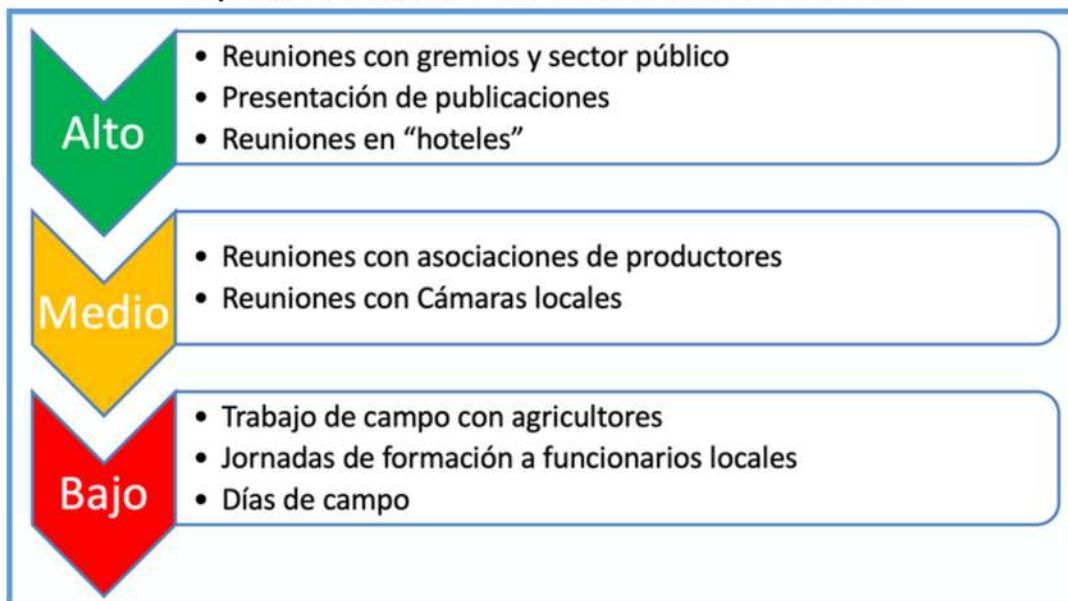 Alto
• Reuniones con gremios y sector público
• Presentación de publicaciones
• Reuniones en “hoteles”
Medio
• Reuniones con asociaciones de productores
• Reuniones con Cámaras locales
Bajo
• Trabajo de campo con agricultores
• Jornadas de formación a funcionarios locales
• Días de campo